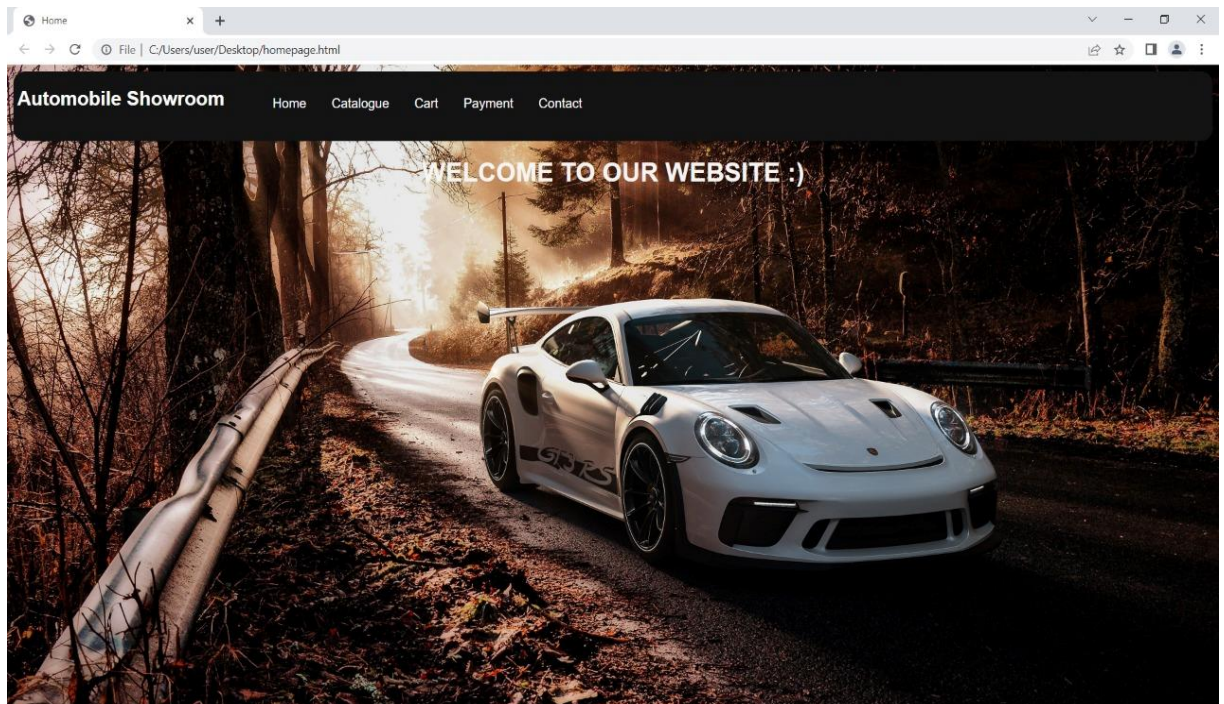 Home
File | C:/Users/user/Desktop/homepage.html
Automobile Showroom Home Catalogue Cart Payment Contact
WELCOME TO OUR WEBSITE :)
GT3 RS